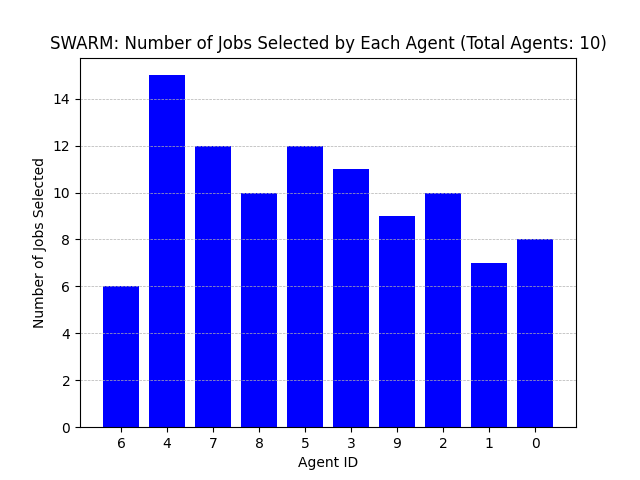 SWARM: Number of Jobs Selected by Each Agent (Total Agents: 10)
14
12
10
8
6
4
2
0
Number of Jobs Selected
6 4 7 8 5 3 9 2 1 0
Agent ID